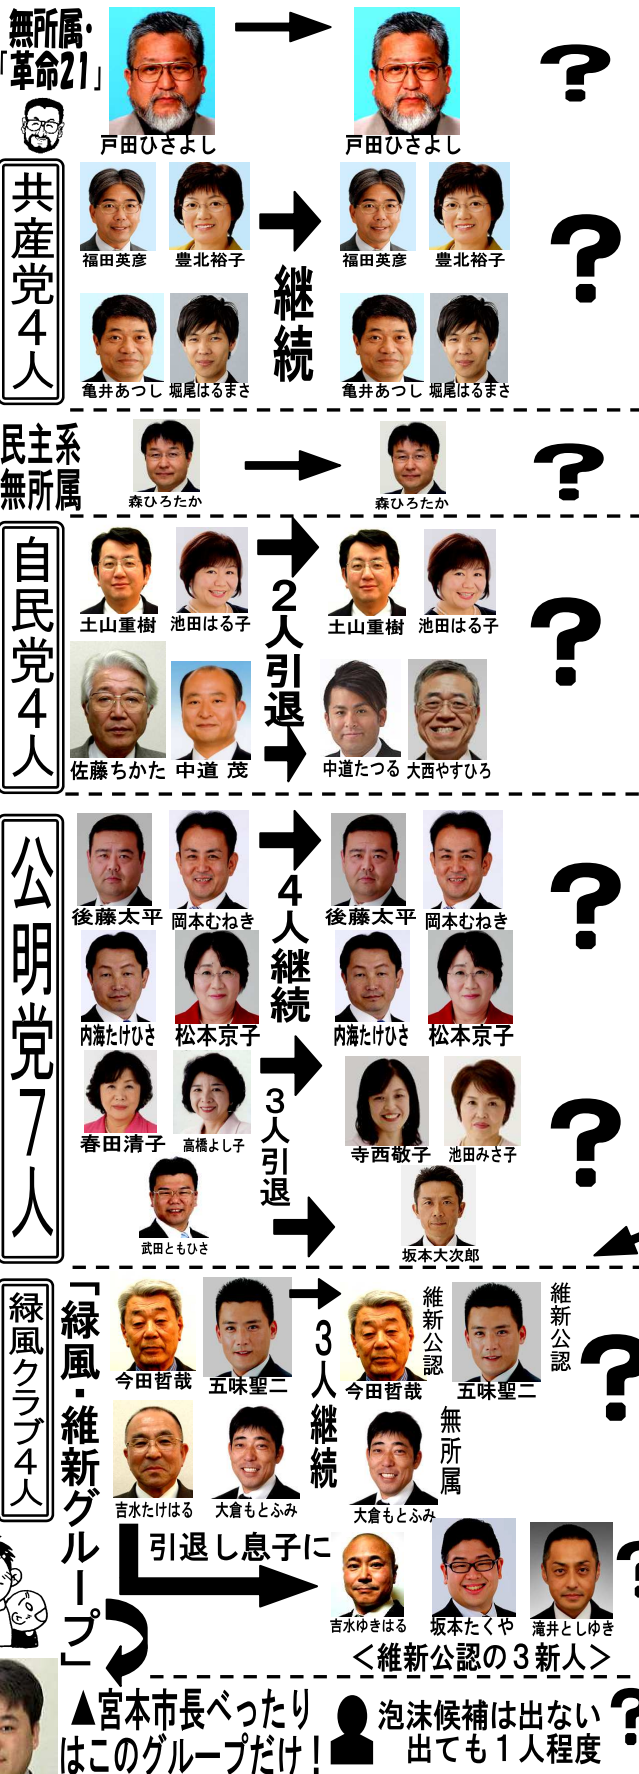 無所属・
「革命21」
戸田ひさよし
戸田ひさよし
?
共産党4人
福田英彦
豊北裕子
福田英彦
豊北裕子
継続
?
亀井あつし
堀尾はるまさ
亀井あつし
堀尾はるまさ
民主系
無所属
森ひろたか
森ひろたか
?
自民党4人
土山重樹
池田はる子
土山重樹
池田はる子
2人引退
?
佐藤ちかた
中道 茂
中道たつる
大西やすひろ
公明党7人
後藤太平
岡本むねき
後藤太平
岡本むねき
4人継続
?
内海たけひさ
松本京子
内海たけひさ
松本京子
春田清子
高橋よし子
3人引退
寺西敬子
池田みさ子
?
武田ともひさ
坂本大次郎
緑風クラブ4人
「緑風・維新グループ」
今田哲哉
五味聖二
3人継続
今田哲哉
維新公認
五味聖二
維新公認
?
吉水たけはる
大倉もとふみ
大倉もとふみ
無所属
引退し息子に
吉水ゆきはる
坂本たくや
滝井としゆき
?
＜維新公認の3新人＞
▲宮本市長べったり
はこのグループだけ!
泡沫候補は出ない
出ても1人程度
?